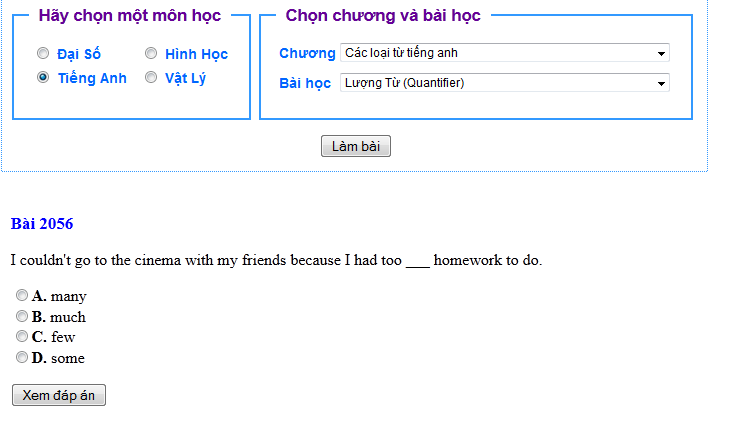 Hãy chọn một môn học
Đại Số Hình Học
Tiếng Anh Vật Lý
Chọn chương và bài học
Chương Các loại từ tiếng anh
Bài học Lượng Từ (Quantifier)
Làm bài
Bài 2056
I couldn't go to the cinema with my friends because I had too ___ homework to do.
A. many
B. much
C. few
D. some
Xem đáp án